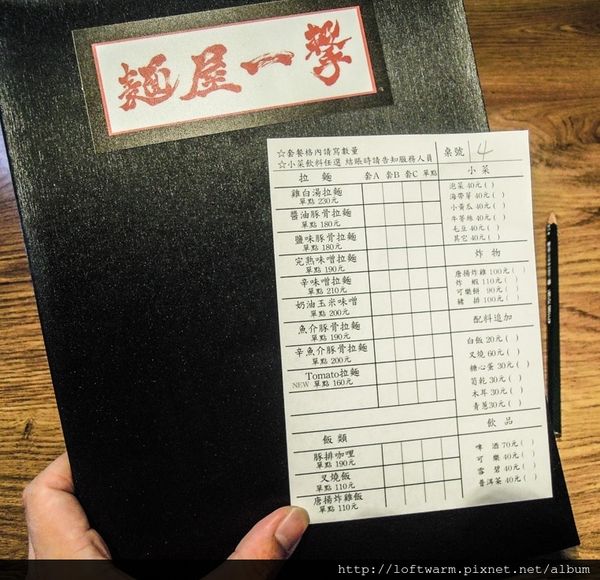 麵屋一擊
☆套餐格內請寫數量
☆小菜飲料任選 結賬時請告知服務人員
桌號 4
拉 麵 套A 套B 套C 單點
雞白湯拉麵
單點 230元
醬油豚骨拉麵
單點 180元
鹽味豚骨拉麵
單點 180元
完熟味噌拉麵
單點 190元
辛味噌拉麵
單點 210元
奶油玉米味噌
單點 200元
魚介豚骨拉麵
單點 190元
辛魚介豚骨拉麵
單點 200元
Tomato拉麵
NEW 單點 160元
飯 類
豚排咖哩
單點 190元
叉燒飯
單點 110元
唐揚炸雞飯
單點 110元
小 菜
泡菜 40元( )
海帶芽 40元( )
小黃瓜 40元( )
牛蒡絲 40元( )
毛豆 40元( )
其它 40元( )
炸 物
唐揚炸雞 100元( )
炸 蝦 110元( )
可樂餅 90元( )
豬 排 100元( )
配料追加
白飯 20元( )
叉燒 60元( )
糖心蛋 30元( )
筍乾 30元( )
木耳 30元( )
青蔥30元( )
飲 品
啤 酒 70元( )
可 樂 40元( )
雪 碧 40元( )
普洱茶 40元( )
http://loftwarm.pixnet.net/album